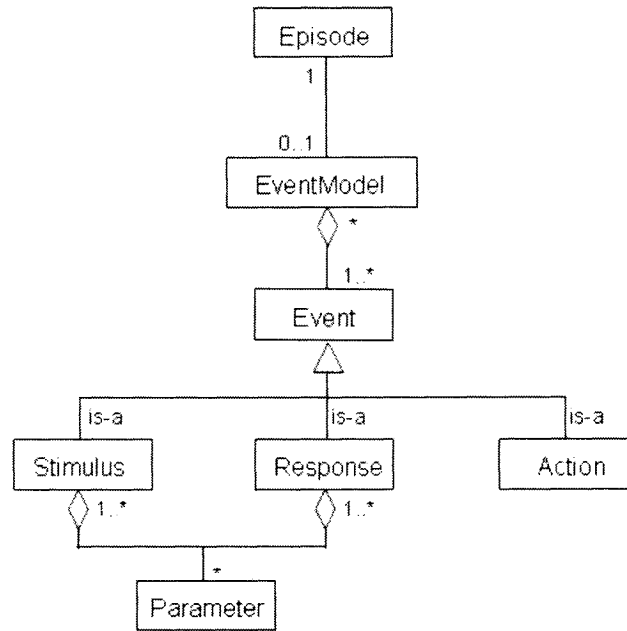 Episode
1
0..1
EventModel
*
1..*
Event
is-a is-a is-a
Stimulus Response Action
1..* 1..*
*
Parameter